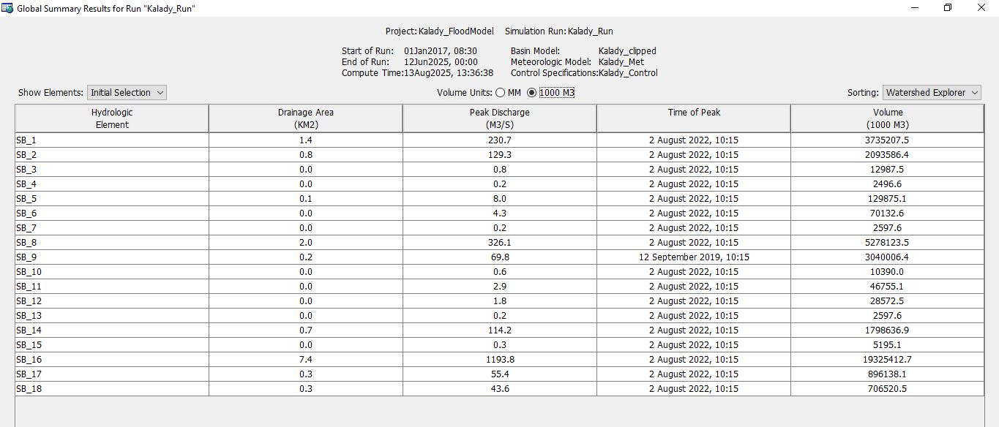 Global Summary Results for Run "Kalady_Run"
Project: Kalady_FloodModel Simulation Run: Kalady_Run
Start of Run: 01Jan2017, 08:30 Basin Model: Kalady_clipped
End of Run: 12Jun2025, 00:00 Meteorologic Model: Kalady_Met
Compute Time:13Aug2025, 13:36:38 Control Specifications:Kalady_Control
Show Elements: Initial Selection Volume Units: MM 1000 M3 Sorting: Watershed Explorer
Hydrologic Drainage Area Peak Discharge Time of Peak Volume
Element (KM2) (M3/S) (1000 M3)
SB_1 1.4 230.7 2 August 2022, 10:15 3735207.5
SB_2 0.8 129.3 2 August 2022, 10:15 2093586.4
SB_3 0.0 0.8 2 August 2022, 10:15 12987.5
SB_4 0.0 0.2 2 August 2022, 10:15 2496.6
SB_5 0.1 8.0 2 August 2022, 10:15 129875.1
SB_6 0.0 4.3 2 August 2022, 10:15 70132.6
SB_7 0.0 0.2 2 August 2022, 10:15 2597.6
SB_8 2.0 326.1 2 August 2022, 10:15 5278123.5
SB_9 0.2 69.8 12 September 2019, 10:15 3040006.4
SB_10 0.0 0.6 2 August 2022, 10:15 10390.0
SB_11 0.0 2.9 2 August 2022, 10:15 46755.1
SB_12 0.0 1.8 2 August 2022, 10:15 28572.5
SB_13 0.0 0.2 2 August 2022, 10:15 2597.6
SB_14 0.7 114.2 2 August 2022, 10:15 1798636.9
SB_15 0.0 0.3 2 August 2022, 10:15 5195.1
SB_16 7.4 1193.8 2 August 2022, 10:15 19325412.7
SB_17 0.3 55.4 2 August 2022, 10:15 896138.1
SB_18 0.3 43.6 2 August 2022, 10:15 706520.5